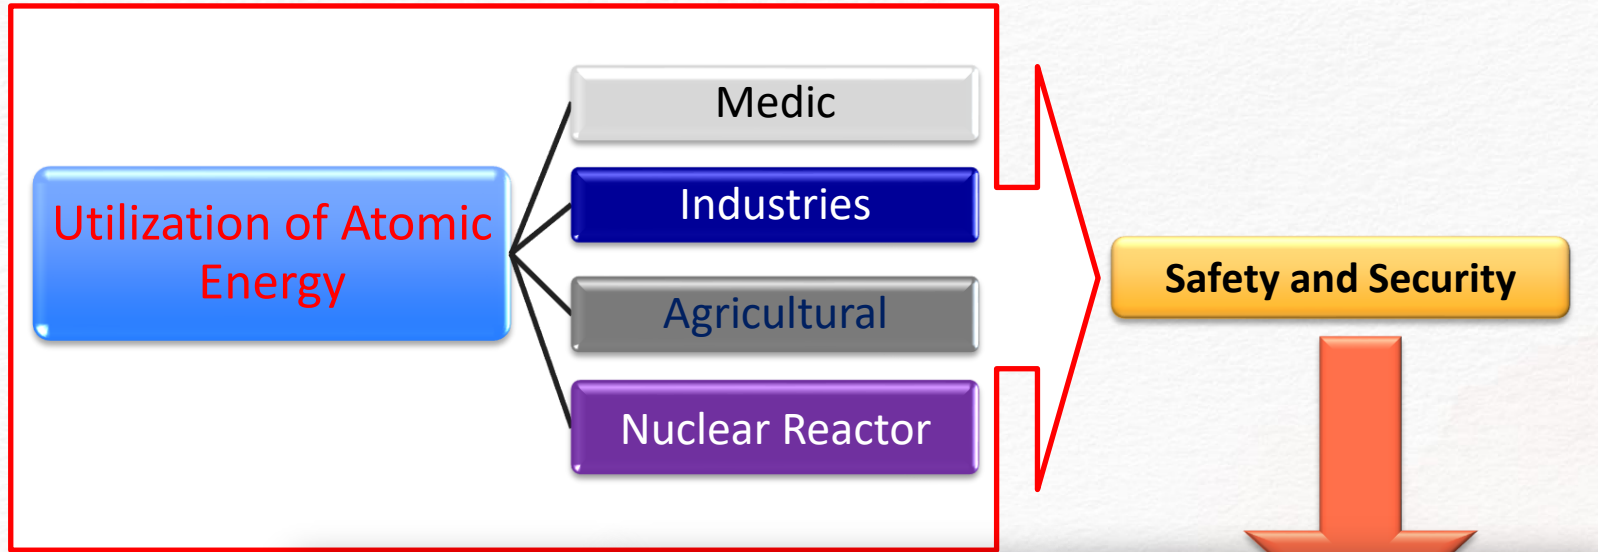 Utilization of Atomic
Energy
Medic
Industries
Agricultural
Nuclear Reactor
Safety and Security